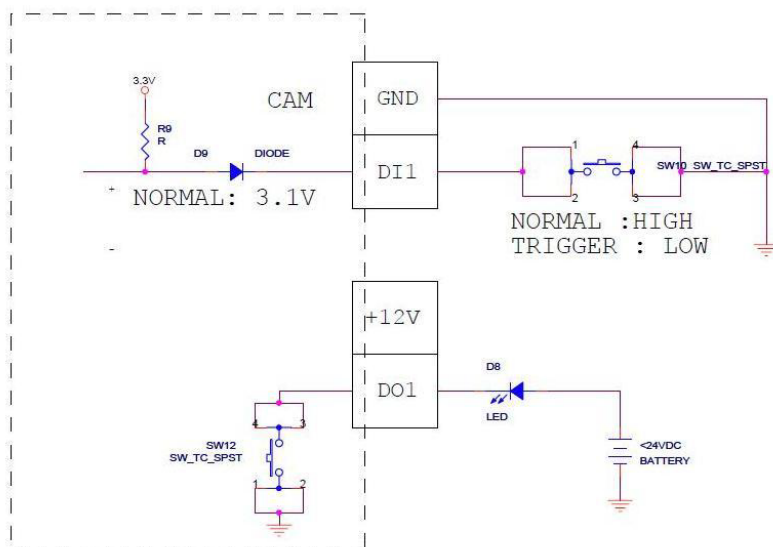 3.3V
R9
R
CAM
GND
D9
DIODE
DI1
NORMAL: 3.1V
+
-
1
4
2
3
SW10 SW_TC_SPST
NORMAL :HIGH
TRIGGER : LOW
+12V
DO1
D8
LED
4
3
SW12
SW_TC_SPST
1
2
<24VDC
BATTERY